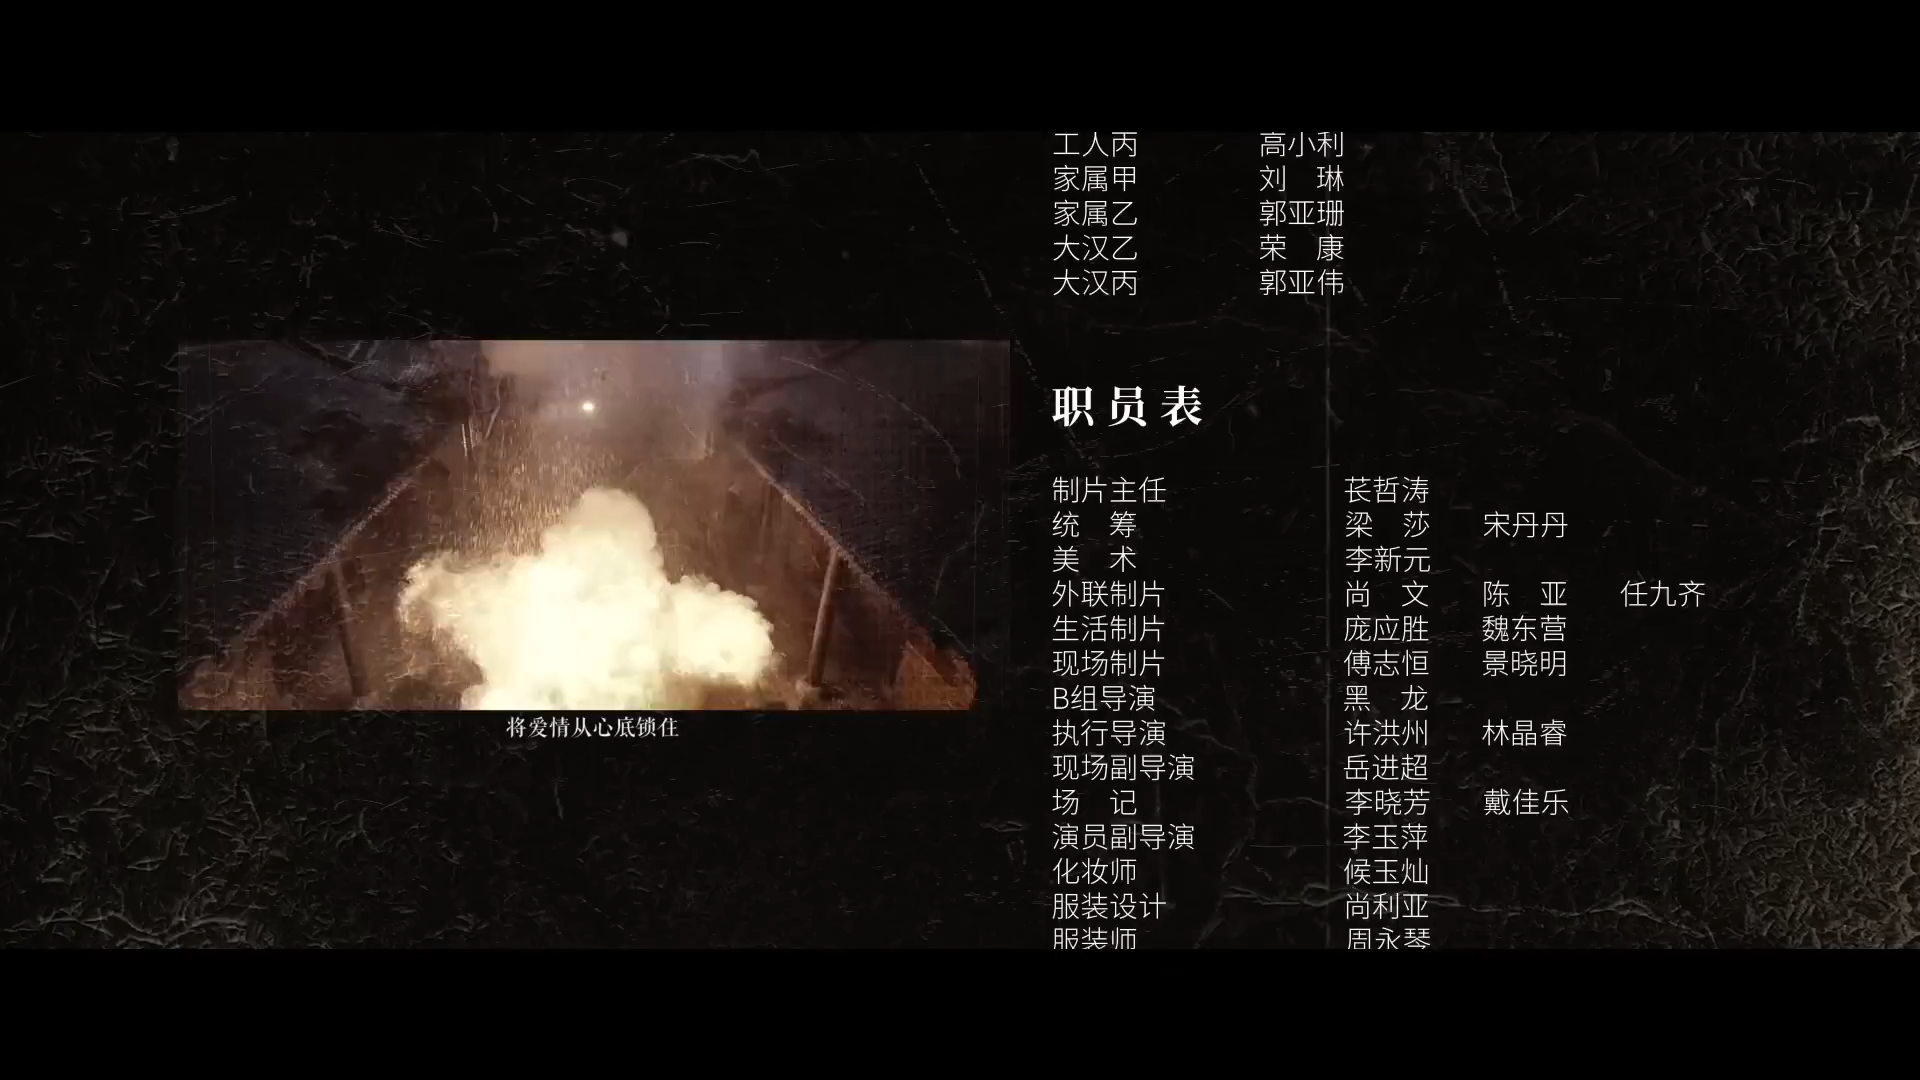 工人丙 高小利
家属甲 刘 琳
家属乙 郭亚珊
大汉乙 荣 康
大汉丙 郭亚伟
职员表
制片主任 苌哲涛
统 筹 梁 莎 宋丹丹
美 术 李新元
外联制片 尚 文 陈 亚 任九齐
生活制片 庞应胜 魏东营
现场制片 傅志恒 景晓明
B组导演 黑 龙
执行导演 许洪州 林晶睿
现场副导演 岳进超
场 记 李晓芳 戴佳乐
演员副导演 李玉萍
化妆师 候玉灿
服装设计 尚利亚
服装师 周永琴
将爱情从心底锁住